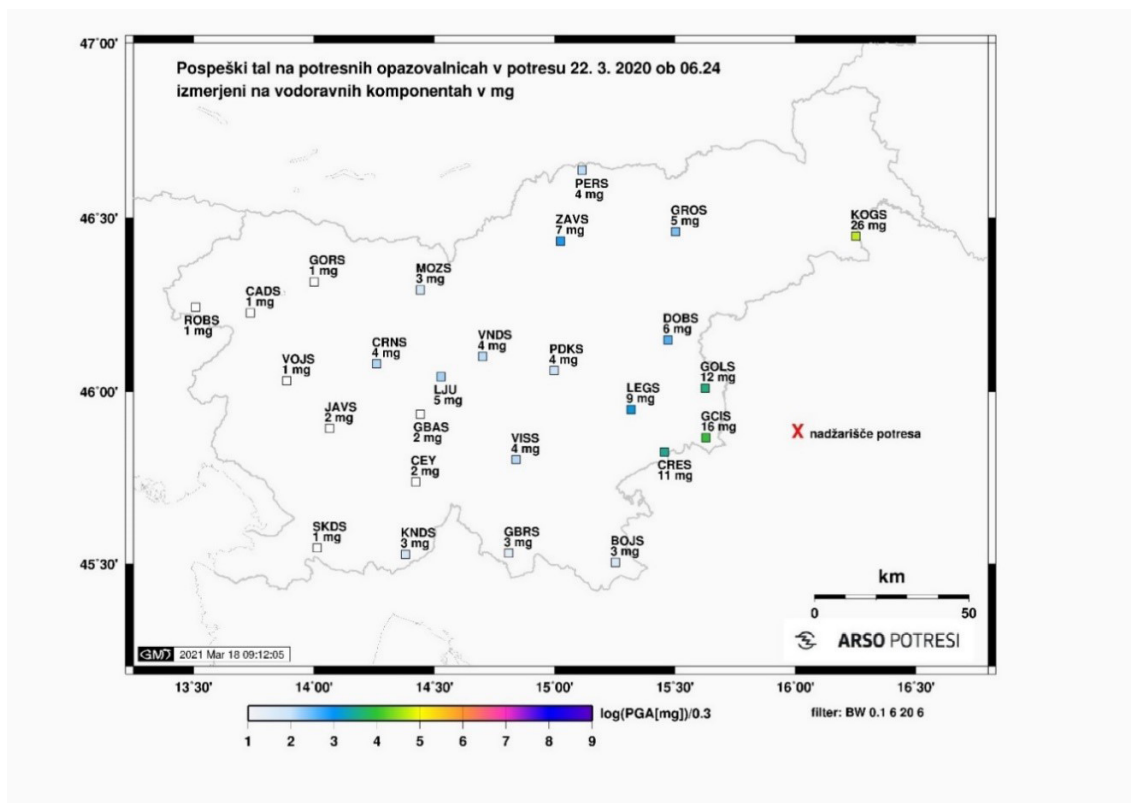 47°00'
Pospeški tal na potresnih opazovalnicah v potresu 22. 3. 2020 ob 06.24
izmerjeni na vodoravnih komponentah v mg
PERS
4 mg
46°30'
ZAVS
7 mg
GROS
5 mg
KOGS
26 mg
GORS
1 mg
MOZS
3 mg
CADS
1 mg
ROBS
1 mg
DOBS
6 mg
CRNS
4 mg
VNDS
4 mg
PDKS
4 mg
VOJS
1 mg
GOLS
12 mg
46°00'
LJU
5 mg
LEGS
9 mg
JAVS
2 mg
GBAS
2 mg
GCIS
16 mg
X nadžarišče potresa
VISS
4 mg
CEY
2 mg
CRES
11 mg
SKDS
1 mg
KNDS
3 mg
GBRS
3 mg
BOJS
3 mg
45°30'
km
0 50
ARSO POTRESI
GMT 2021 Mar 18 09:12:05
13°30' 14°00' 14°30' 15°00' 15°30' 16°00' 16°30'
log(PGA[mg])/0.3 filter: BW 0.1 6 20 6
1 2 3 4 5 6 7 8 9